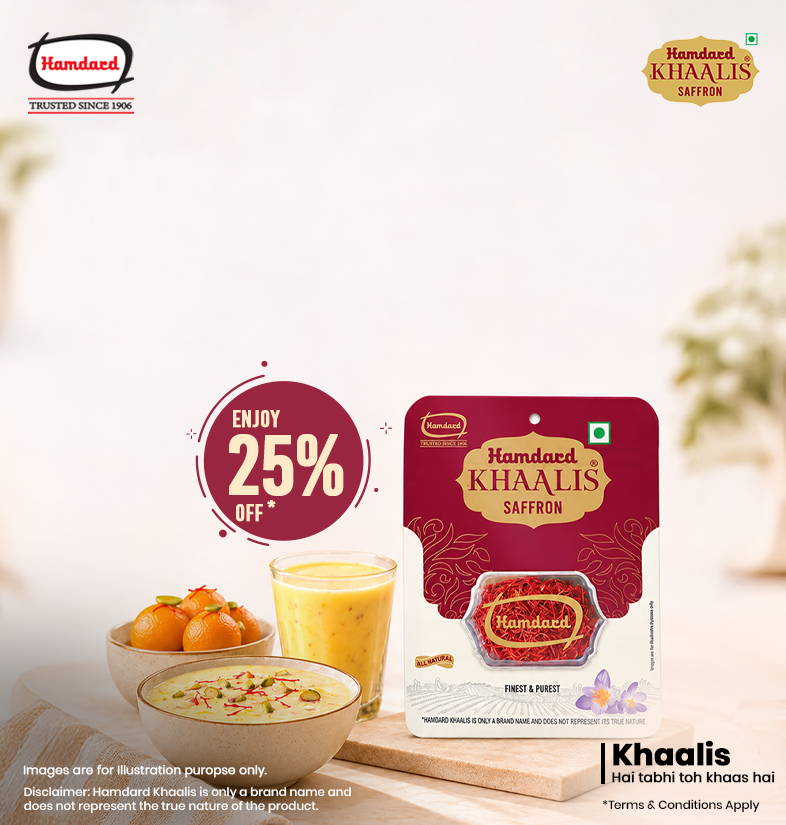 Hamdard
TRUSTED SINCE 1906
Hamdard
KHAALIS®
SAFFRON
ENJOY
25%
OFF*
Hamdard
TRUSTED SINCE 1906
Hamdard
KHAALIS®
SAFFRON
Hamdard
ALL NATURAL
FINEST & PUREST
*HAMDARD KHAALIS IS ONLY A BRAND NAME AND DOES NOT REPRESENT ITS TRUE NATURE
Images are for Illustration puropse only.
Disclaimer: Hamdard Khaalis is only a brand name and
does not represent the true nature of the product.
Khaalis
Hai tabhi toh khaas hai
*Terms & Conditions Apply